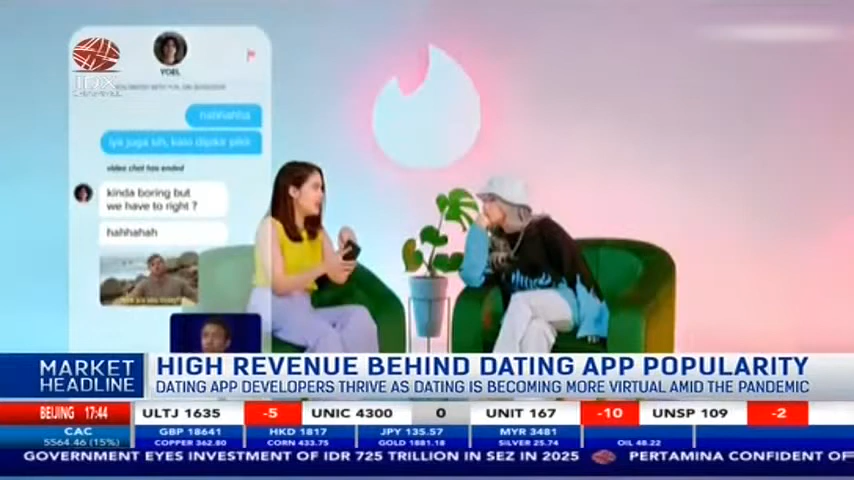 IDX
YOEL
hahhahha
iya juga sih, kalo dipikir pikir
video chat has ended
kinda boring but
we have to right ?
hahhahah
MARKET
HEADLINE
HIGH REVENUE BEHIND DATING APP POPULARITY
DATING APP DEVELOPERS THRIVE AS DATING IS BECOMING MORE VIRTUAL AMID THE PANDEMIC
BEIJING 17:44
ULTJ 1635 -5 UNIC 4300 0 UNIT 167 -10 UNSP 109 -2
CAC
5564.46 (15%)
GBP 18641 HKD 1817 JPY 135.57 MYR 3481
COPPER 362.80 CORN 433.75 GOLD 1881.18 SILVER 25.74 OIL 48.22
GOVERNMENT EYES INVESTMENT OF IDR 725 TRILLION IN SEZ IN 2025 PERTAMINA CONFIDENT OF